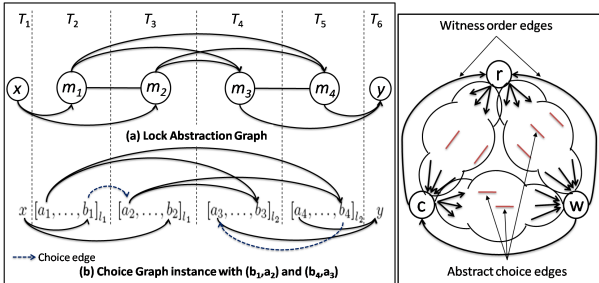 T₁ T₂ T₃ T₄ T₅ T₆
x m₁ m₂ m₃ m₄ y
(a) Lock Abstraction Graph
x [a₁, . . . , b₁]ₗ₁ [a₂, . . . , b₂]ₗ₁ [a₃, . . . , b₃]ₗ₂ [a₄, . . . , b₄]ₗ₂ y
Choice edge
(b) Choice Graph instance with (b₁,a₂) and (b₄,a₃)
Witness order edges
r
c w
Abstract choice edges